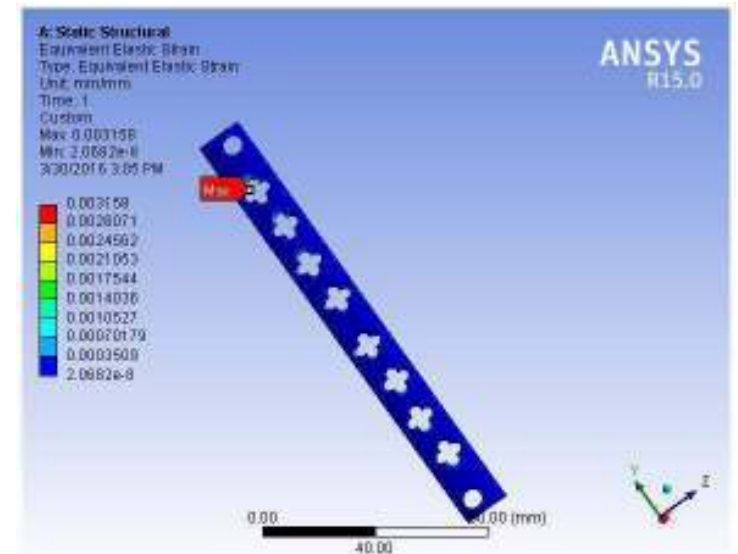 A: Static Structural
Equivalent Elastic Strain
Type: Equivalent Elastic Strain
Unit: mm/mm
Time: 1
Custom
Max: 0.003158
Min: 2.0682e-8
3/30/2016 3:05 PM
ANSYS
R15.0
Max
0.003158
0.0028071
0.0024562
0.0021053
0.0017544
0.0014036
0.0010527
0.00070179
0.0003509
2.0682e-8
Y
Z
0.00
(mm)
40.00